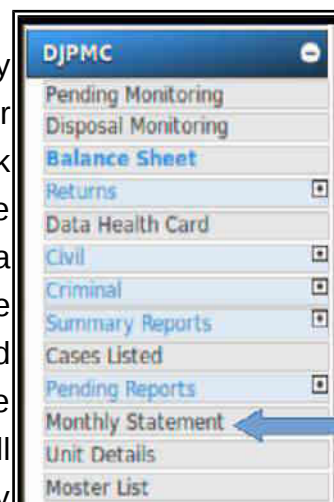 DJPMC
Pending Monitoring
Disposal Monitoring
Balance Sheet
Returns
Data Health Card
Civil
Criminal
Summary Reports
Cases Listed
Pending Reports
Monthly Statement
Unit Details
Moster List